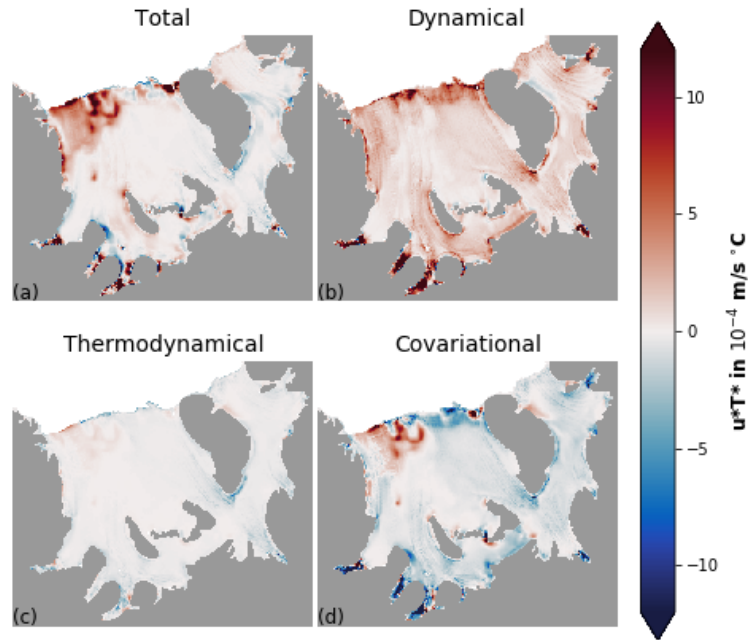 Total
Dynamical
(a)
(b)
Thermodynamical
Covariational
(c)
(d)
10
5
0
−5
−10
u*T* in 10⁻⁴ m/s °C